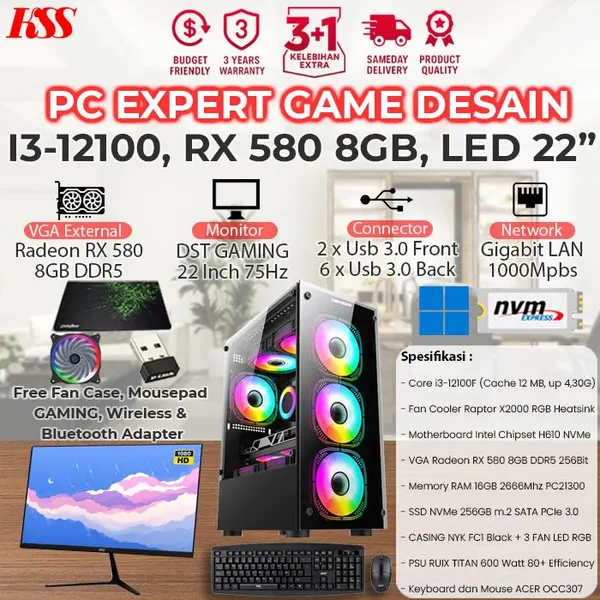 KSS
BUDGET
FRIENDLY
3
3 YEARS
WARRANTY
3+1
KELEBIHAN
EXTRA
SAMEDAY
DELIVERY
PRODUCT
QUALITY
PC EXPERT GAME DESAIN
I3-12100, RX 580 8GB, LED 22”
VGA External
Radeon RX 580
8GB DDR5
Monitor
DST GAMING
22 Inch 75Hz
Connector
2 x Usb 3.0 Front
6 x Usb 3.0 Back
Network
Gigabit LAN
1000Mpbs
nvm
EXPRESS
Free Fan Case, Mousepad
GAMING, Wireless &
Bluetooth Adapter
1080
HD
Spesifikasi :
- Core i3-12100F (Cache 12 MB, up 4,30G)
- Fan Cooler Raptor X2000 RGB Heatsink
- Motherboard Intel Chipset H610 NVMe
- VGA Radeon RX 580 8GB DDR5 256Bit
- Memory RAM 16GB 2666Mhz PC21300
- SSD NVMe 256GB m.2 SATA PCIe 3.0
- CASING NYK FC1 Black + 3 FAN LED RGB
- PSU RUIX TITAN 600 Watt 80+ Efficiency
- Keyboard dan Mouse ACER OCC307